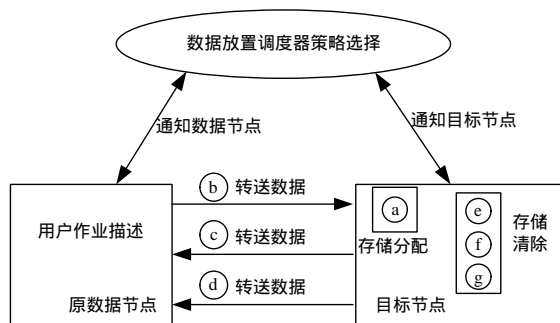 数据放置调度器策略选择
通知数据节点
通知目标节点
b 转送数据
a
e
用户作业描述
c 转送数据
存储分配
f
存储
清除
d 转送数据
g
原数据节点
目标节点